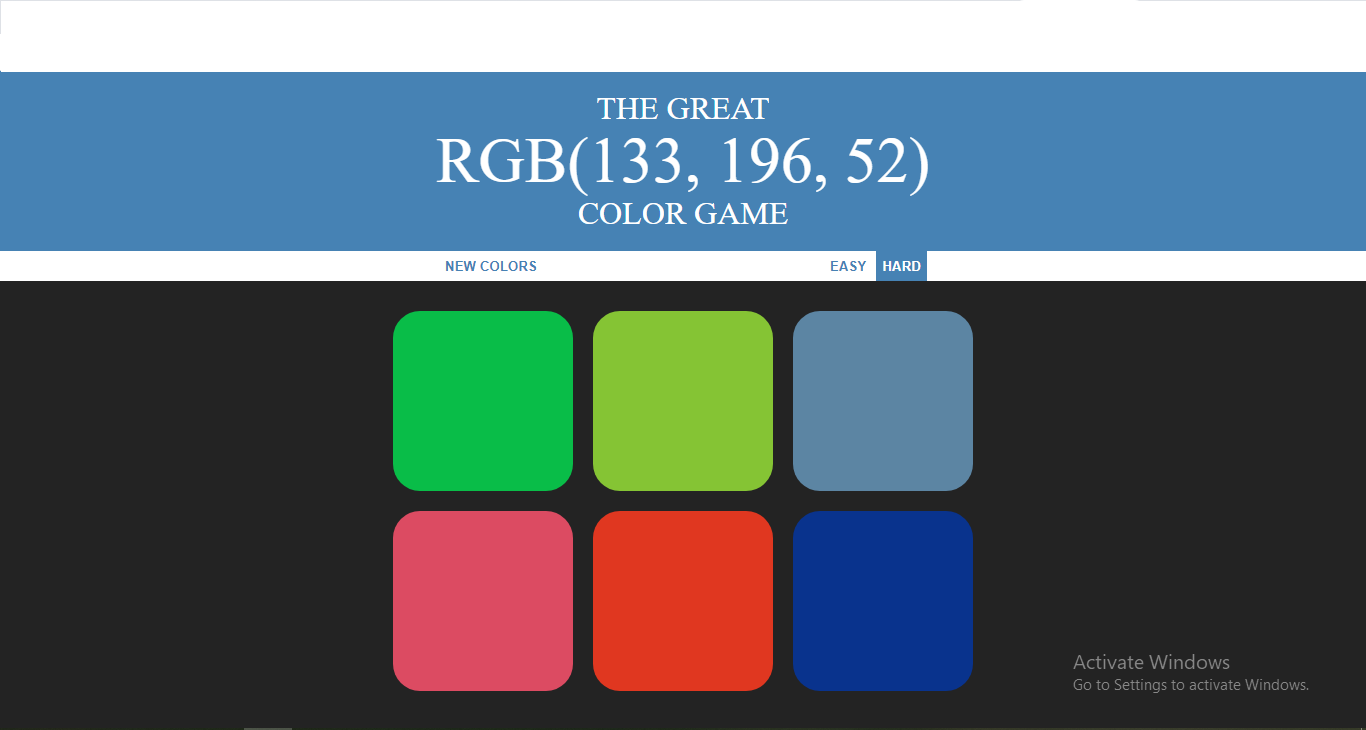 THE GREAT
RGB(133, 196, 52)
COLOR GAME
NEW COLORS EASY HARD
Activate Windows
Go to Settings to activate Windows.